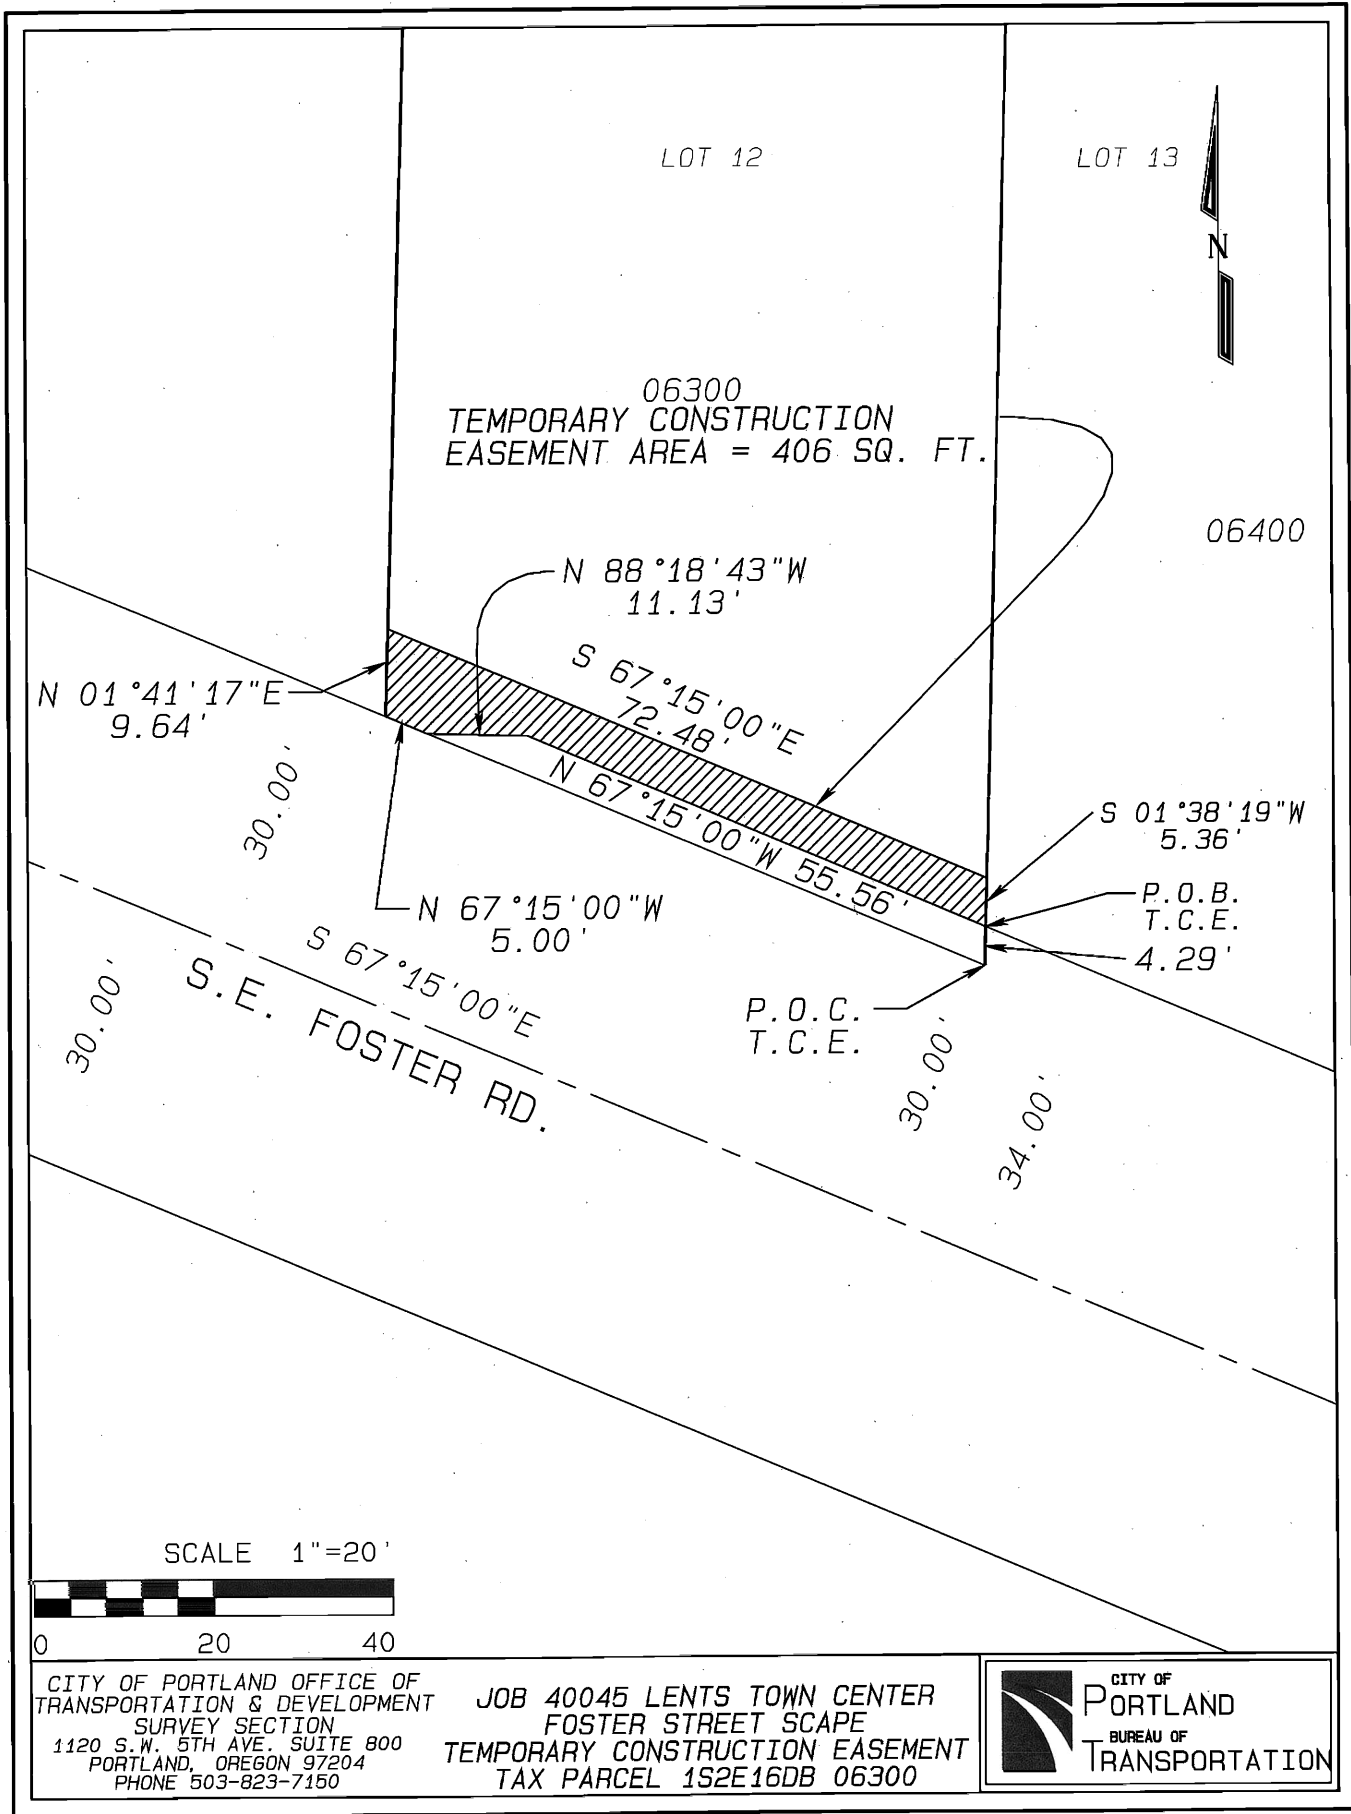 LOT 12
LOT 13
N
06300
TEMPORARY CONSTRUCTION
EASEMENT AREA = 406 SQ. FT.
06400
N 88°18'43"W
11.13'
S 67°15'00"E
72.48'
N 01°41'17"E
9.64'
N 67°15'00"W 55.56'
S 01°38'19"W
5.36'
30.00'
P.O.B.
T.C.E.
N 67°15'00"W
5.00'
4.29'
S 67°15'00"E
S.E. FOSTER RD.
30.00'
P.O.C.
T.C.E.
30.00'
34.00'
SCALE 1"=20'
0 20 40
CITY OF PORTLAND OFFICE OF
TRANSPORTATION & DEVELOPMENT
SURVEY SECTION
1120 S.W. 5TH AVE. SUITE 800
PORTLAND, OREGON 97204
PHONE 503-823-7150
JOB 40045 LENTS TOWN CENTER
FOSTER STREET SCAPE
TEMPORARY CONSTRUCTION EASEMENT
TAX PARCEL 1S2E16DB 06300
CITY OF
PORTLAND
BUREAU OF
TRANSPORTATION